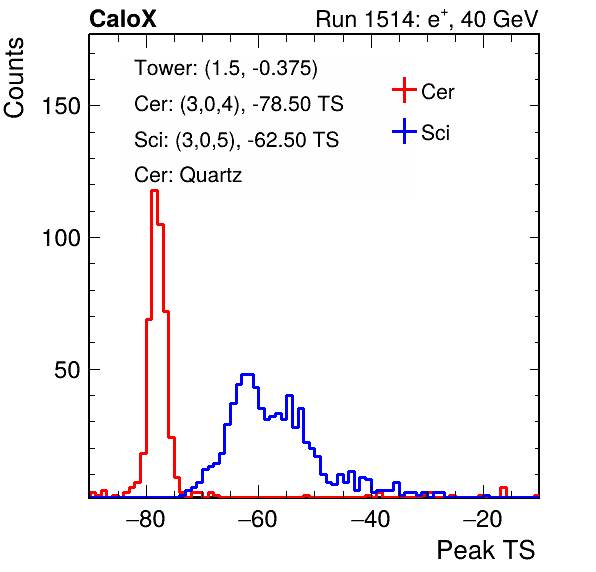 CaloX Run 1514: e⁺, 40 GeV
Counts
Tower: (1.5, -0.375)
Cer: (3,0,4), -78.50 TS
Sci: (3,0,5), -62.50 TS
Cer: Quartz
Cer
Sci
150
100
50
−80 −60 −40 −20
Peak TS